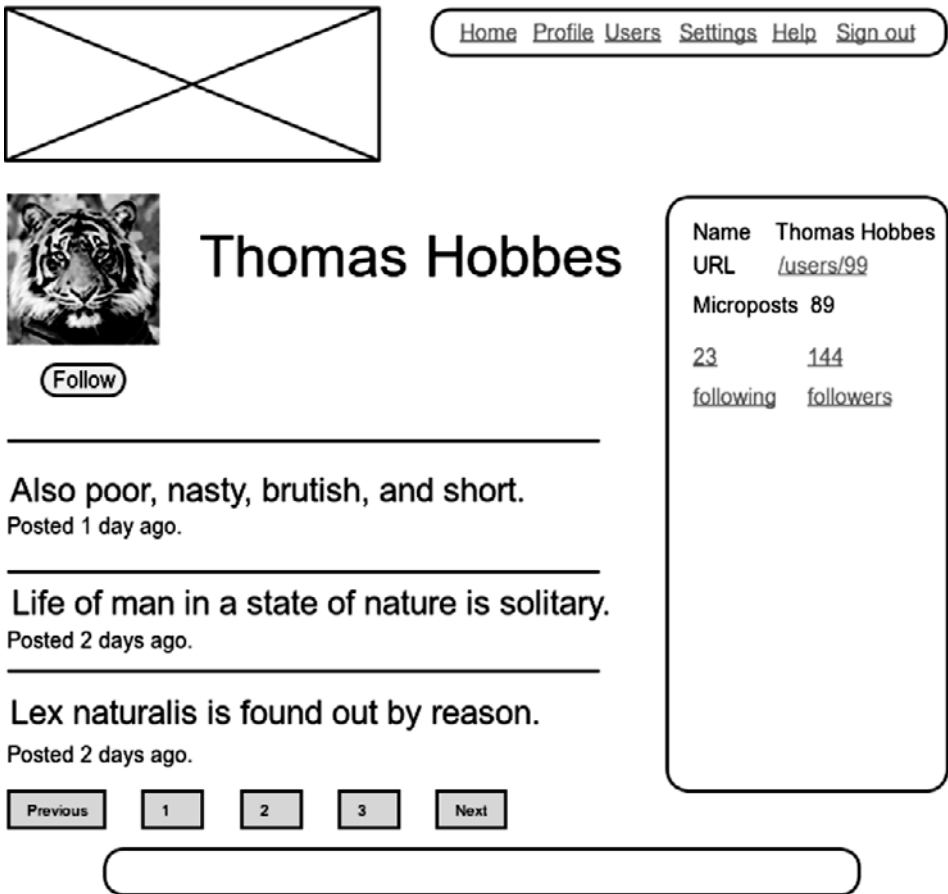 Home Profile Users Settings Help Sign out
Thomas Hobbes
Follow
Name Thomas Hobbes
URL /users/99
Microposts 89
23 144
following followers
Also poor, nasty, brutish, and short.
Posted 1 day ago.
Life of man in a state of nature is solitary.
Posted 2 days ago.
Lex naturalis is found out by reason.
Posted 2 days ago.
Previous 1 2 3 Next